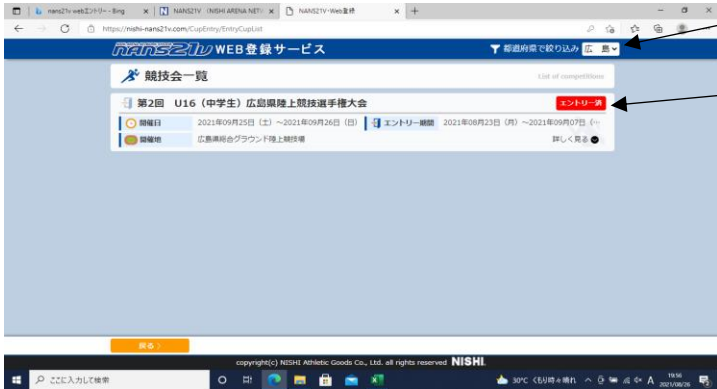 nans21v webエントリー - Bing
NANS21V (NISHI ARENA NET)
NANS21V-Web登録
https://nishi-nans21v.com/CupEntry/EntryCupList
NANS21V WEB登録サービス
都道府県で絞り込み 広 島
競技会一覧
List of competitions
第2回 U16（中学生）広島県陸上競技選手権大会
エントリー済
開催日 2021年09月25日（土）～2021年09月26日（日） エントリー期間 2021年08月23日（月）～2021年09月07日（…
開催地 広島県総合グラウンド陸上競技場 詳しく見る
戻る
copyright(c) NISHI Athletic Goods Co., Ltd. all rights reserved NISHI.
ここに入力して検索
30°C くもり時々晴れ
A
19:56
2021/08/26